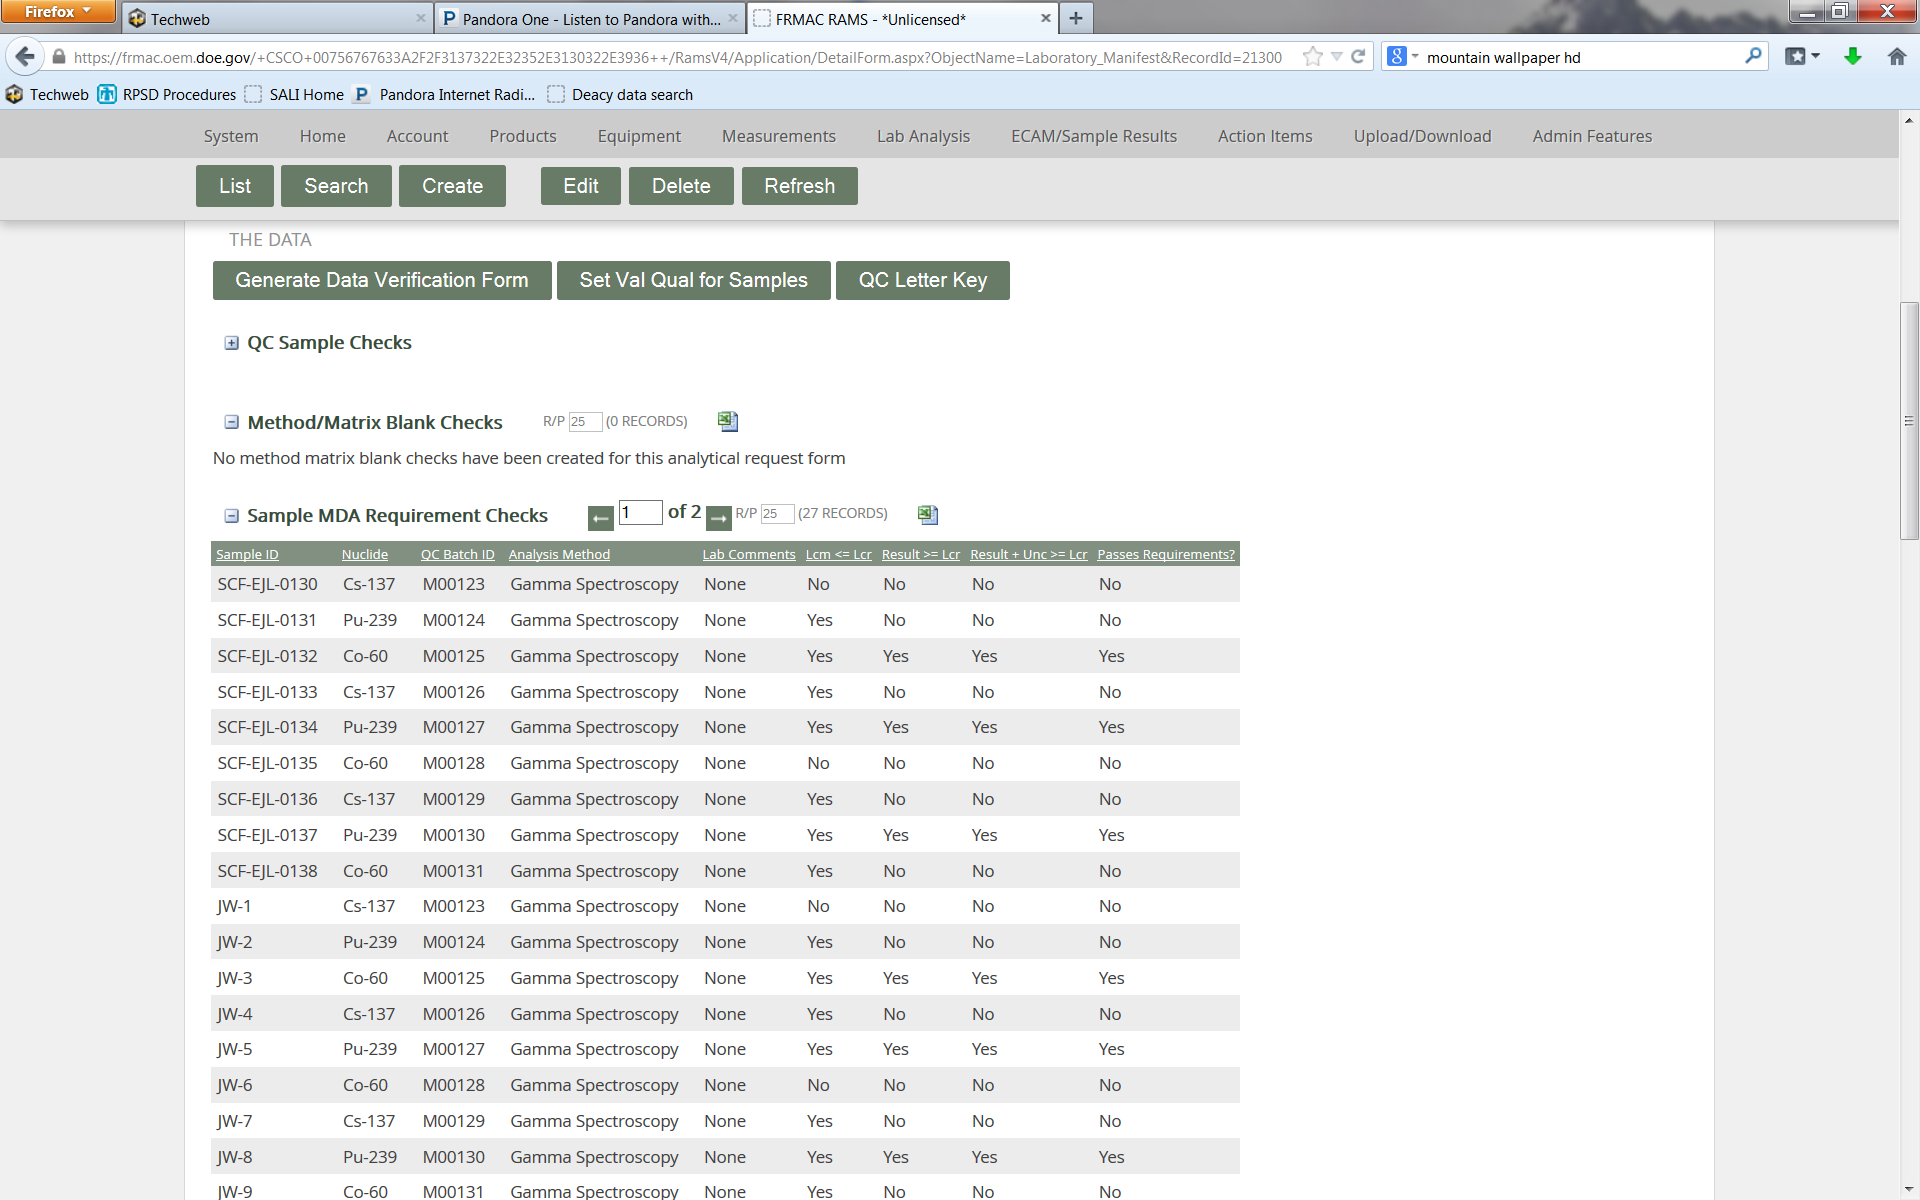 Firefox
Techweb
Pandora One - Listen to Pandora with...
FRMAC RAMS - *Unlicensed*
https://frmac.oem.doe.gov/+CSCO+00756767633A2F2F3137322E32352E3130322E3936++/RamsV4/Application/DetailForm.aspx?ObjectName=Laboratory_Manifest&RecordId=21300
mountain wallpaper hd
Techweb RPSD Procedures SALI Home Pandora Internet Radi... Deacy data search
System Home Account Products Equipment Measurements Lab Analysis ECAM/Sample Results Action Items Upload/Download Admin Features
List Search Create Edit Delete Refresh
THE DATA
Generate Data Verification Form Set Val Qual for Samples QC Letter Key
QC Sample Checks
Method/Matrix Blank Checks R/P 25 (0 RECORDS)
No method matrix blank checks have been created for this analytical request form
Sample MDA Requirement Checks 1 of 2 R/P 25 (27 RECORDS)
Sample ID Nuclide QC Batch ID Analysis Method Lab Comments Lcm <= Lcr Result >= Lcr Result + Unc >= Lcr Passes Requirements?
SCF-EJL-0130 Cs-137 M00123 Gamma Spectroscopy None No No No No
SCF-EJL-0131 Pu-239 M00124 Gamma Spectroscopy None Yes No No No
SCF-EJL-0132 Co-60 M00125 Gamma Spectroscopy None Yes Yes Yes Yes
SCF-EJL-0133 Cs-137 M00126 Gamma Spectroscopy None Yes No No No
SCF-EJL-0134 Pu-239 M00127 Gamma Spectroscopy None Yes Yes Yes Yes
SCF-EJL-0135 Co-60 M00128 Gamma Spectroscopy None No No No No
SCF-EJL-0136 Cs-137 M00129 Gamma Spectroscopy None Yes No No No
SCF-EJL-0137 Pu-239 M00130 Gamma Spectroscopy None Yes Yes Yes Yes
SCF-EJL-0138 Co-60 M00131 Gamma Spectroscopy None Yes No No No
JW-1 Cs-137 M00123 Gamma Spectroscopy None No No No No
JW-2 Pu-239 M00124 Gamma Spectroscopy None Yes No No No
JW-3 Co-60 M00125 Gamma Spectroscopy None Yes Yes Yes Yes
JW-4 Cs-137 M00126 Gamma Spectroscopy None Yes No No No
JW-5 Pu-239 M00127 Gamma Spectroscopy None Yes Yes Yes Yes
JW-6 Co-60 M00128 Gamma Spectroscopy None No No No No
JW-7 Cs-137 M00129 Gamma Spectroscopy None Yes No No No
JW-8 Pu-239 M00130 Gamma Spectroscopy None Yes Yes Yes Yes
JW-9 Co-60 M00131 Gamma Spectroscopy None Yes No No No